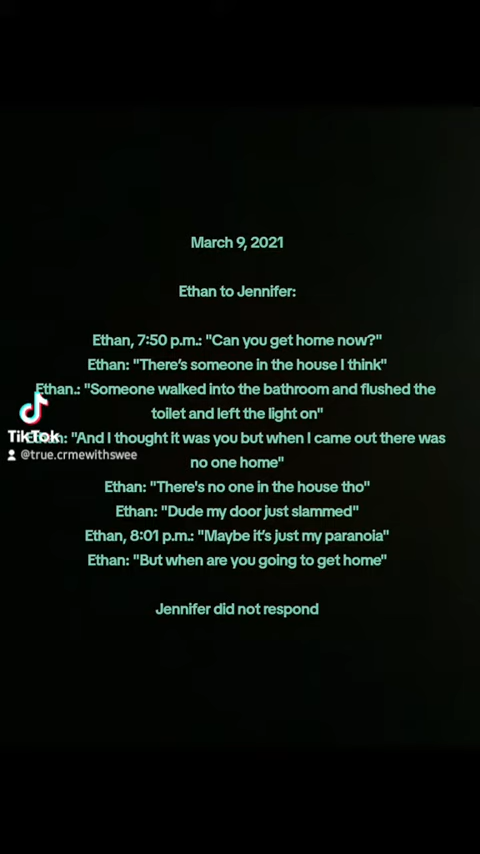 March 9, 2021
Ethan to Jennifer:
Ethan, 7:50 p.m.: "Can you get home now?"
Ethan: "There's someone in the house I think"
Ethan.: "Someone walked into the bathroom and flushed the
toilet and left the light on"
Ethan: "And I thought it was you but when I came out there was
no one home"
Ethan: "There's no one in the house tho"
Ethan: "Dude my door just slammed"
Ethan, 8:01 p.m.: "Maybe it's just my paranoia"
Ethan: "But when are you going to get home"
Jennifer did not respond
TikTok
@true.crmewithswee